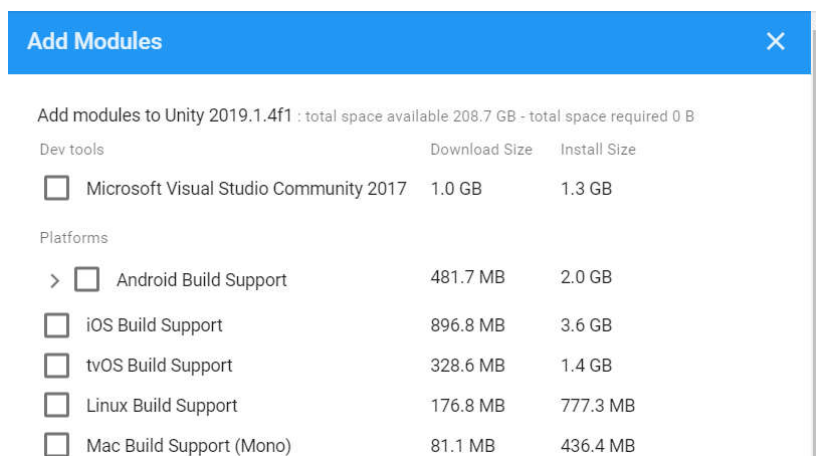 Add Modules
Add modules to Unity 2019.1.4f1 : total space available 208.7 GB - total space required 0 B
Dev tools Download Size Install Size
Microsoft Visual Studio Community 2017 1.0 GB 1.3 GB
Platforms
Android Build Support 481.7 MB 2.0 GB
iOS Build Support 896.8 MB 3.6 GB
tvOS Build Support 328.6 MB 1.4 GB
Linux Build Support 176.8 MB 777.3 MB
Mac Build Support (Mono) 81.1 MB 436.4 MB